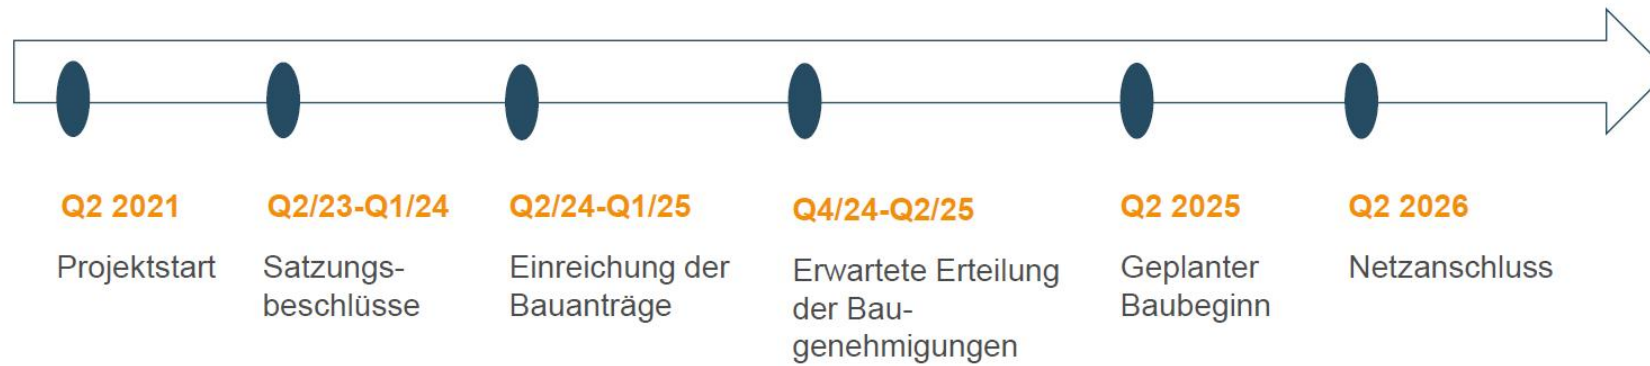 Q2 2021
Projektstart
Q2/23-Q1/24
Satzungs-
beschlüsse
Q2/24-Q1/25
Einreichung der
Bauanträge
Q4/24-Q2/25
Erwartete Erteilung
der Bau-
genehmigungen
Q2 2025
Geplanter
Baubeginn
Q2 2026
Netzanschluss